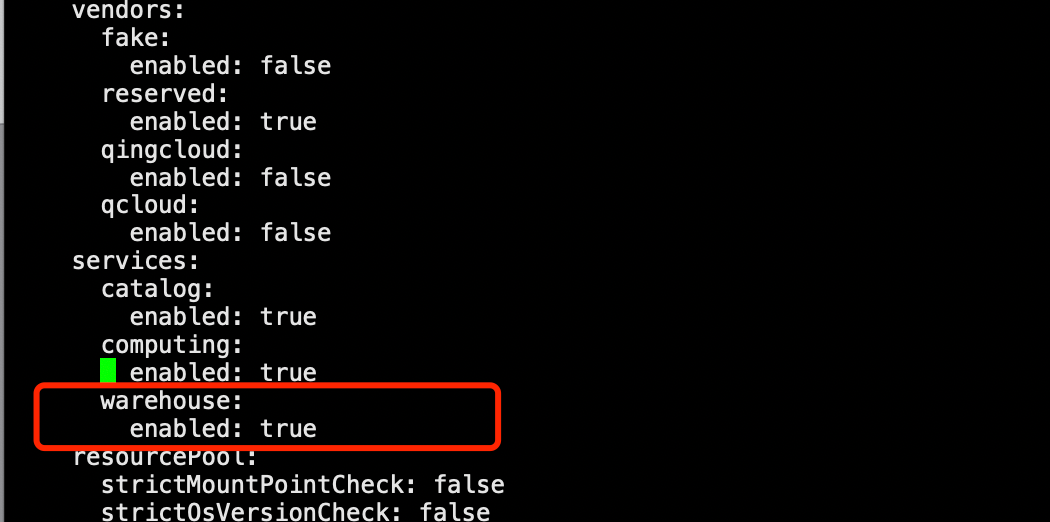 vendors:
fake:
enabled: false
reserved:
enabled: true
qingcloud:
enabled: false
qcloud:
enabled: false
services:
catalog:
enabled: true
computing:
enabled: true
warehouse:
enabled: true
resourcePool:
strictMountPointCheck: false
strictOsVersionCheck: false